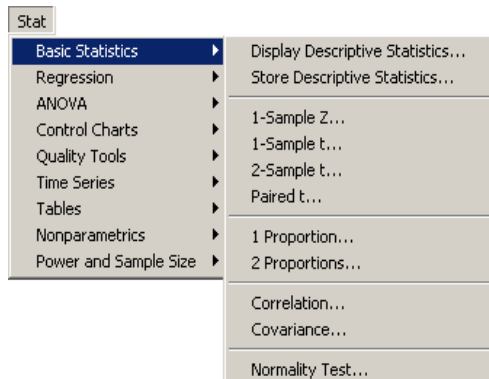 Stat
Basic Statistics
Regression
ANOVA
Control Charts
Quality Tools
Time Series
Tables
Nonparametrics
Power and Sample Size
Display Descriptive Statistics...
Store Descriptive Statistics...
1-Sample Z...
1-Sample t...
2-Sample t...
Paired t...
1 Proportion...
2 Proportions...
Correlation...
Covariance...
Normality Test...